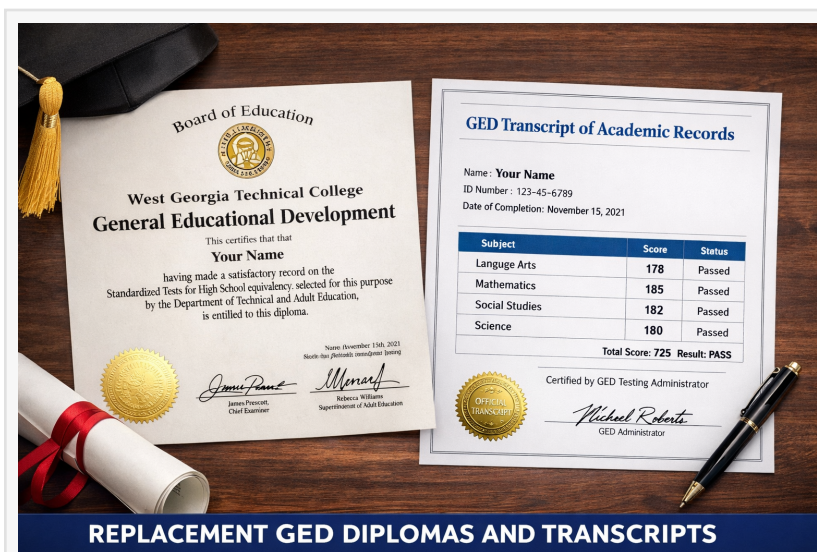 Board of Education
West Georgia Technical College
General Educational Development
This certifies that that
Your Name
having made a satisfactory record on the
Standardized Tests for High School equivalency. selected for this purpose
by the Department of Technical and Adult Education,
is entilled to this diploma.
15th, 2021
James Prescott,
Chief Examiner
Rebecca Williams
of Adult Education
GED Transcript of Academic Records
Name : Your Name
ID Number : 123-45-6789
Date of Completion: November 15, 2021
Subject Score Status
Languge Arts 178 Passed
Mathematics 185 Passed
Social Studies 182 Passed
Science 180 Passed
Total Score: 725 Result: PASS
Certified by GED Testing Administrator
OFFICIAL
TRANSCRIPT
Micheel Roberts
GED Administrator
REPLACEMENT GED DIPLOMAS AND TRANSCRIPTS